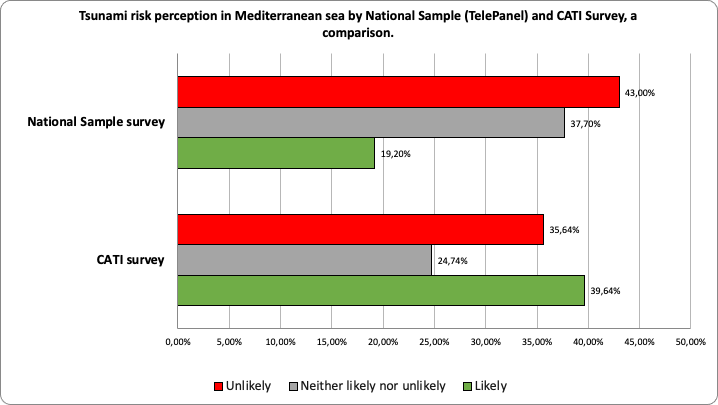 Tsunami risk perception in Mediterranean sea by National Sample (TelePanel) and CATI Survey, a
comparison.
National Sample survey
43,00%
37,70%
19,20%
CATI survey
35,64%
24,74%
39,64%
0,00% 5,00% 10,00% 15,00% 20,00% 25,00% 30,00% 35,00% 40,00% 45,00% 50,00%
Unlikely Neither likely nor unlikely Likely